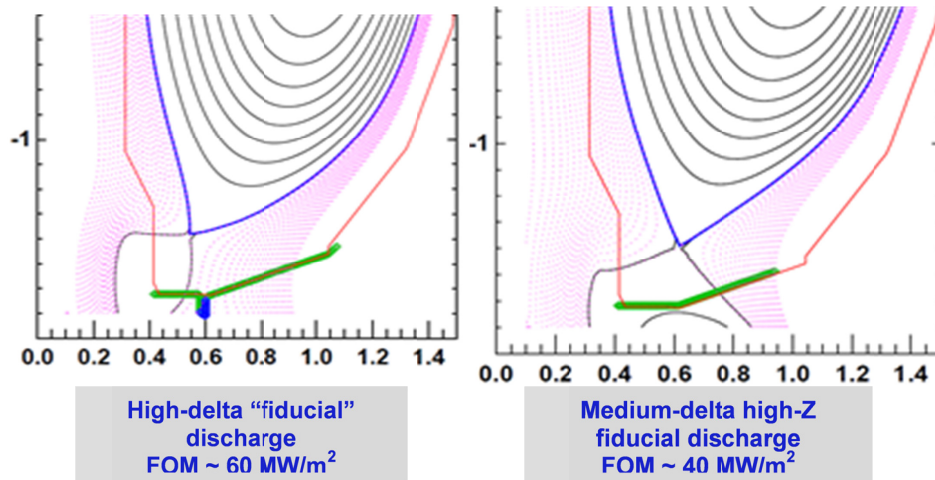 -1
-1
0.0 0.2 0.4 0.6 0.8 1.0 1.2 1.4
0.0 0.2 0.4 0.6 0.8 1.0 1.2 1.4
High-delta “fiducial”
discharge
FOM ~ 60 MW/m²
Medium-delta high-Z
fiducial discharge
FOM ~ 40 MW/m²